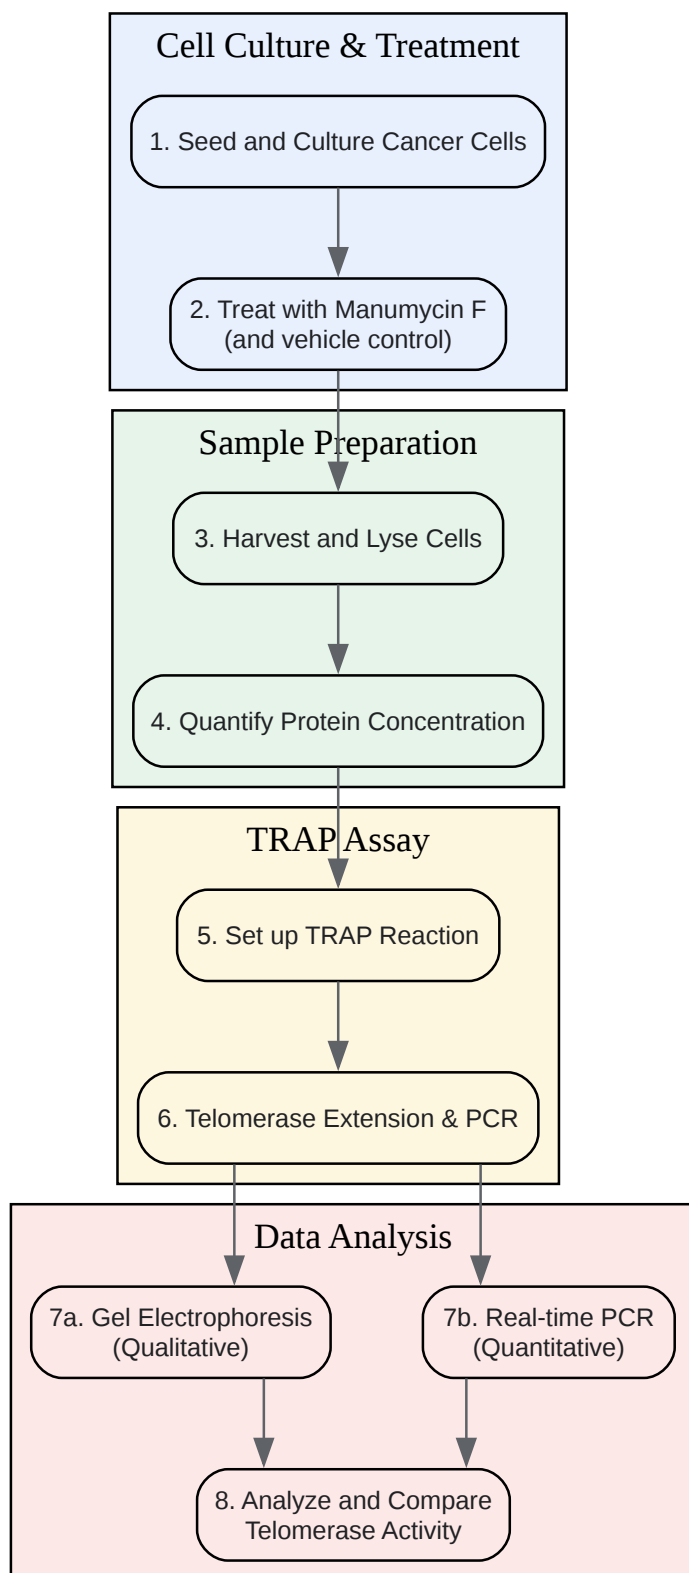 Cell Culture & Treatment
1. Seed and Culture Cancer Cells
2. Treat with Manumycin F
(and vehicle control)
Sample Preparation
3. Harvest and Lyse Cells
4. Quantify Protein Concentration
TRAP Assay
5. Set up TRAP Reaction
6. Telomerase Extension & PCR
Data Analysis
7a. Gel Electrophoresis
(Qualitative)
7b. Real-time PCR
(Quantitative)
8. Analyze and Compare
Telomerase Activity